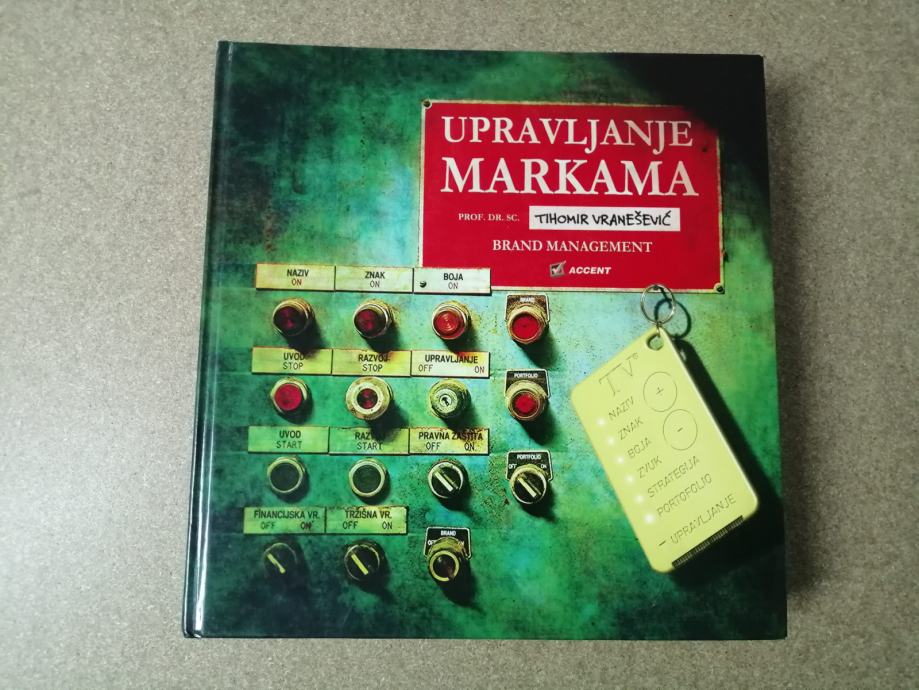 UPRAVLJANJE
MARKAMA
PROF. DR. SC. TIHOMIR VRANEŠEVIĆ
BRAND MANAGEMENT
ACCENT
NAZIV
ON
ZNAK
ON
BOJA
ON
BRAND
UVOD
STOP
RAZVOJ
STOP
UPRAVLJANJE
OFF ON
PORTFOLIO
UVOD
START
START
PRAVNA ZAŠTITA
OFF ON
PORTFOLIO
OFF ON
FINANCIJSKA VR.
OFF ON
TRŽIŠNA VR.
OFF ON
BRAND
ON
TV®
NAZIV
+
ZNAK
BOJA
-
ZVUK
STRATEGIJA
PORTOFOLIO
- UPRAVLJANJE